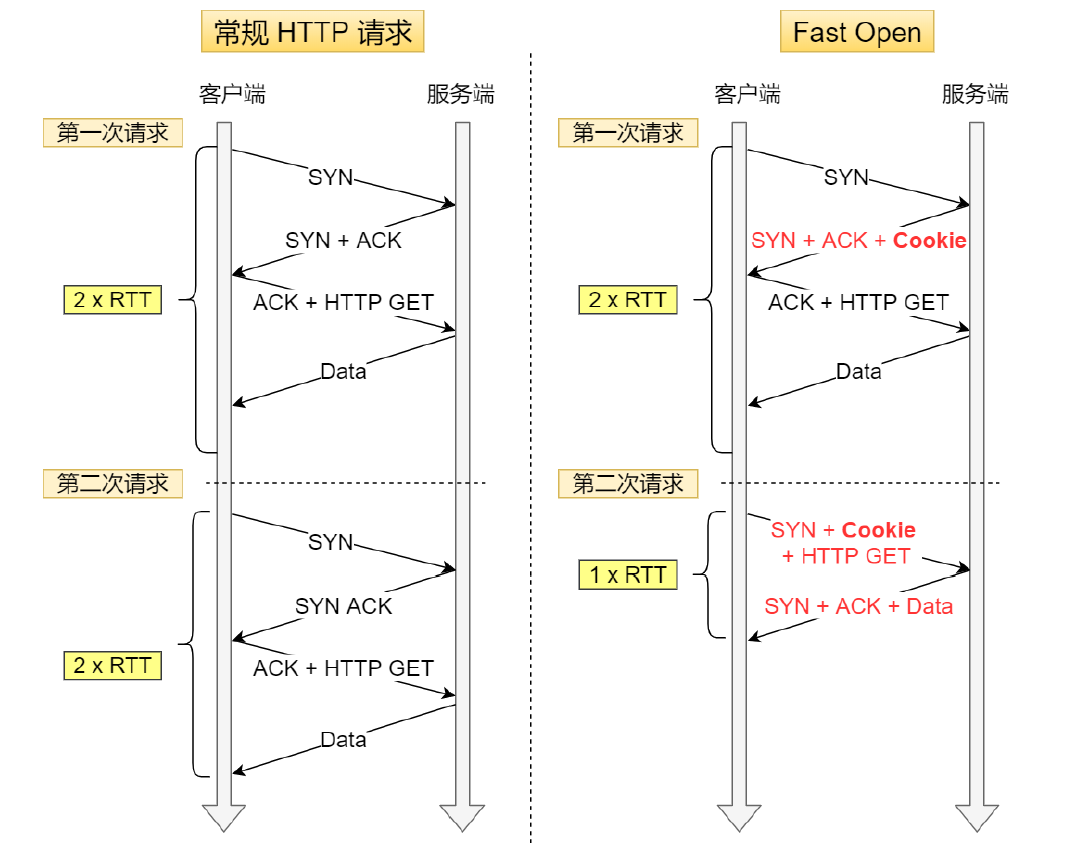 常规 HTTP 请求
客户端
服务端
第一次请求
SYN
SYN + ACK
2 x RTT
ACK + HTTP GET
Data
第二次请求
SYN
SYN ACK
2 x RTT
ACK + HTTP GET
Data
Fast Open
客户端
服务端
第一次请求
SYN
SYN + ACK + Cookie
2 x RTT
ACK + HTTP GET
Data
第二次请求
SYN + Cookie
+ HTTP GET
1 x RTT
SYN + ACK + Data